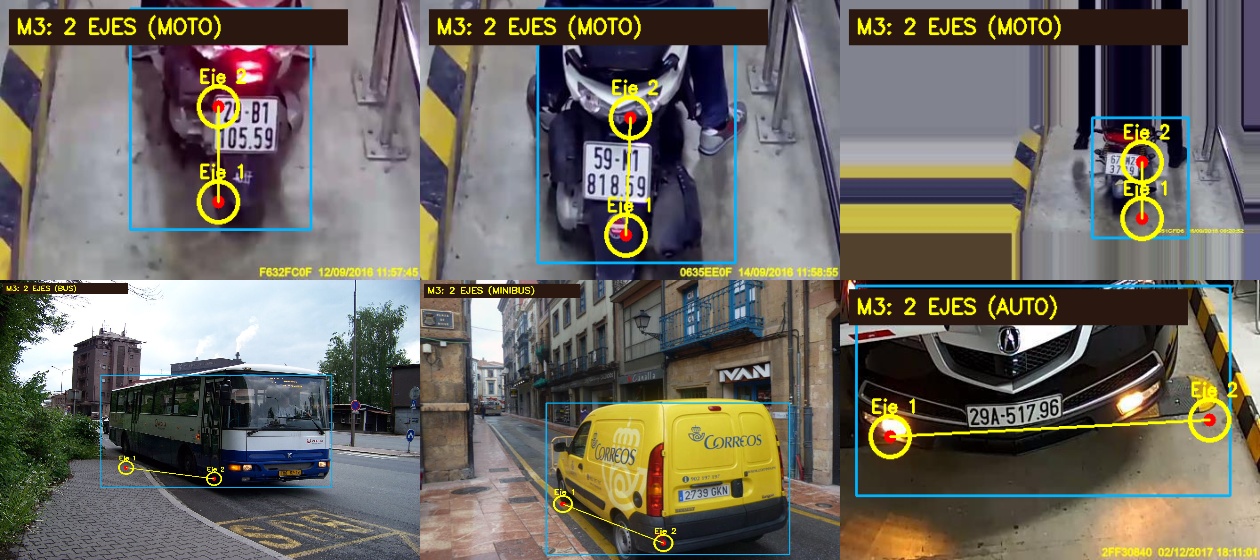 M3: 2 EJES (MOTO)
Eje 2
29-B1
105.59
Eje 1
F632FC0F 12/09/2016 11:57:45
M3: 2 EJES (MOTO)
Eje 2
818.59
Eje 1
0635EE0F 14/09/2016 11:58:55
M3: 2 EJES (MOTO)
Eje 2
Eje 1
M3: 2 EJES (BUS)
Eje 1
Eje 2
M3: 2 EJES (MINIBUS)
IVAN
CORREOS
CORREOS
2739 GKN
Eje 1
Eje 2
M3: 2 EJES (AUTO)
Eje 1
Eje 2
29A-517.96
2FF30840 02/12/2017 18:11:01